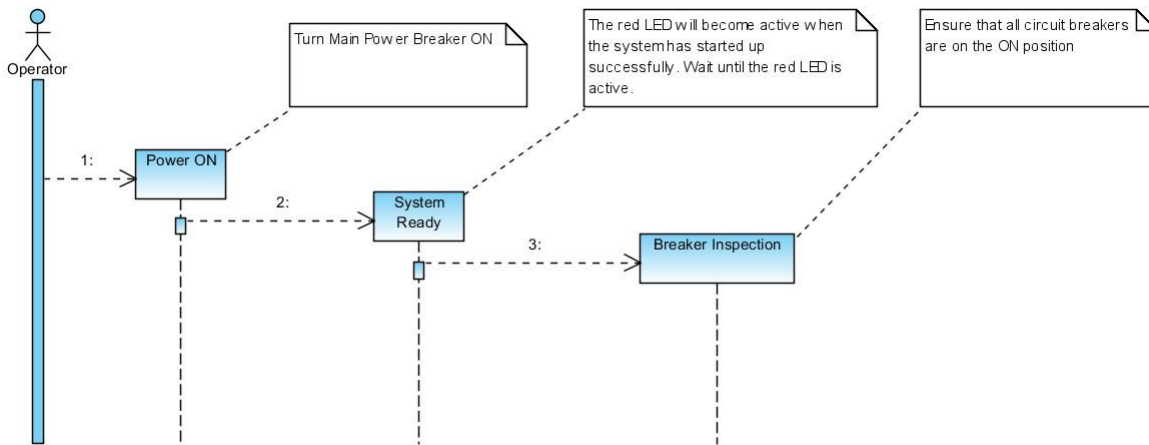 Operator
Turn Main Power Breaker ON
The red LED will become active when
the system has started up
successfully. Wait until the red LED is
active.
Ensure that all circuit breakers
are on the ON position
1:
Power ON
2:
System
Ready
3:
Breaker Inspection